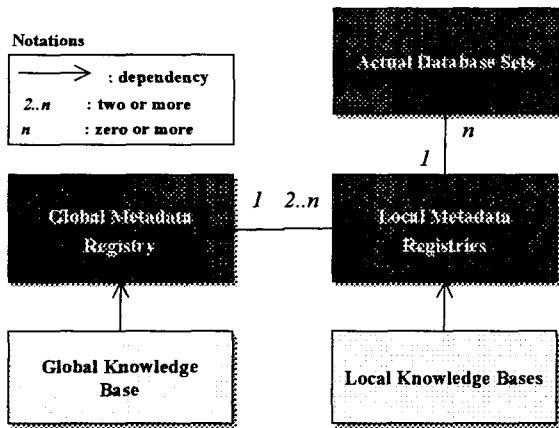 Notations
: dependency
2..n : two or more
n : zero or more
Actual Database Sets
n
1
Global Metadata
Registry
1 2..n
Local Metadata
Registries
Global Knowledge
Base
Local Knowledge Bases